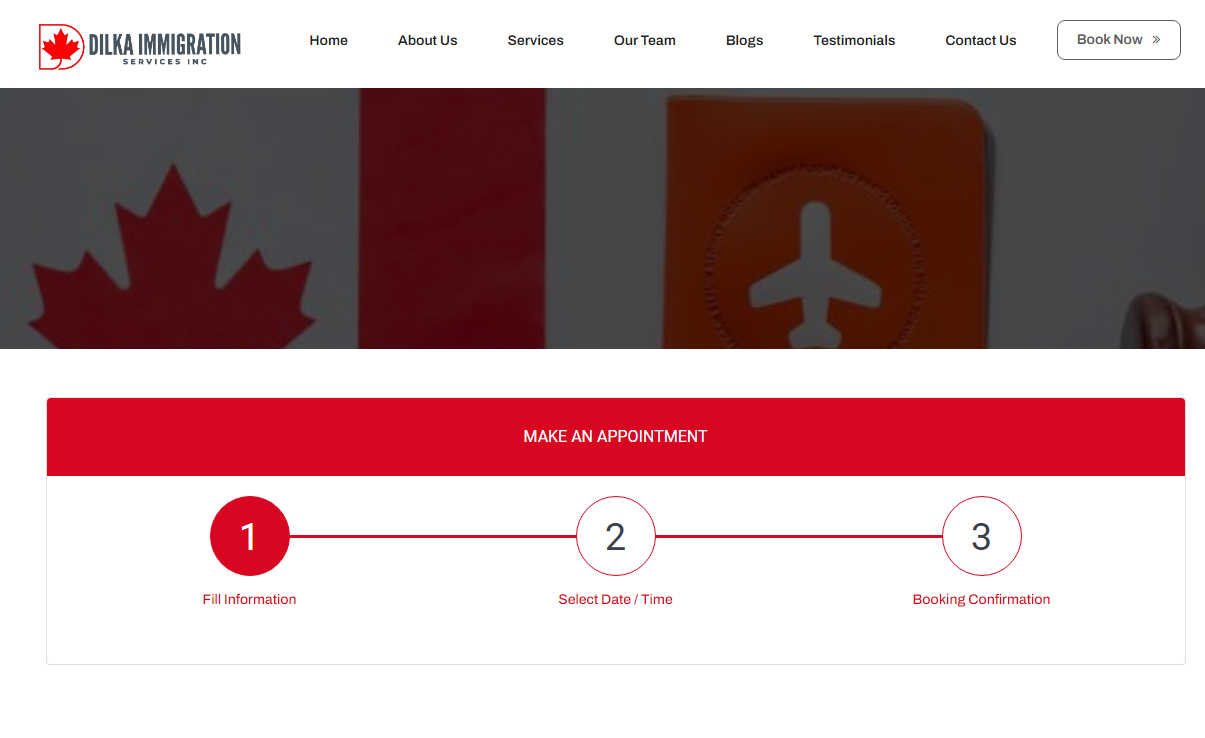 DILKA IMMIGRATION
SERVICES INC
Home
About Us
Services
Our Team
Blogs
Testimonials
Contact Us
Book Now »
MAKE AN APPOINTMENT
1
2
3
Fill Information
Select Date / Time
Booking Confirmation